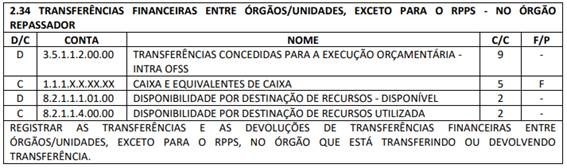 2.34 TRANSFERÊNCIAS FINANCEIRAS ENTRE ÓRGÃOS/UNIDADES, EXCETO PARA O RPPS - NO ÓRGÃO
REPASSADOR
D/C CONTA NOME C/C F/P
D 3.5.1.1.2.00.00 TRANSFERÊNCIAS CONCEDIDAS PARA A EXECUÇÃO ORÇAMENTÁRIA - 9 -
INTRA OFSS
C 1.1.1.X.X.XX.XX CAIXA E EQUIVALENTES DE CAIXA 5 F
D 8.2.1.1.1.01.00 DISPONIBILIDADE POR DESTINAÇÃO DE RECURSOS - DISPONÍVEL 2 -
C 8.2.1.1.4.00.00 DISPONIBILIDADE POR DESTINAÇÃO DE RECURSOS UTILIZADA 2 -
REGISTRAR AS TRANSFERÊNCIAS E AS DEVOLUÇÕES DE TRANSFERÊNCIAS FINANCEIRAS ENTRE
ÓRGÃOS/UNIDADES, EXCETO PARA O RPPS, NO ÓRGÃO QUE ESTÁ TRANSFERINDO OU DEVOLVENDO
TRANSFERÊNCIA.